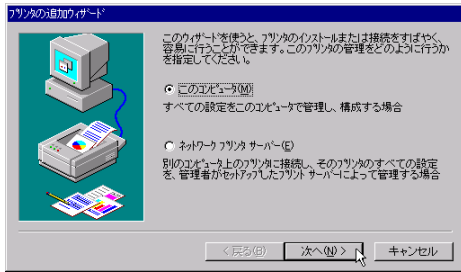 ﾌﾟﾘﾝﾀの追加ｳｨｻﾞｰﾄﾞ
このｳｨｻﾞｰﾄﾞを使うと、ﾌﾟﾘﾝﾀのｲﾝｽﾄｰﾙまたは接続をすばやく、
容易に行うことができます。このﾌﾟﾘﾝﾀの管理をどのように行うか
を指定してください。
このｺﾝﾋﾟｭｰﾀ(M)
すべての設定をこのｺﾝﾋﾟｭｰﾀで管理し、構成する場合
ﾈｯﾄﾜｰｸ ﾌﾟﾘﾝﾀ ｻｰﾊﾞｰ(E)
別のｺﾝﾋﾟｭｰﾀ上のﾌﾟﾘﾝﾀに接続し、そのﾌﾟﾘﾝﾀのすべての設定
を、管理者がｾｯﾄｱｯﾌﾟしたﾌﾟﾘﾝﾄ ｻｰﾊﾞｰによって管理する場合
< 戻る(B)
次へ(N) >
キャンセル